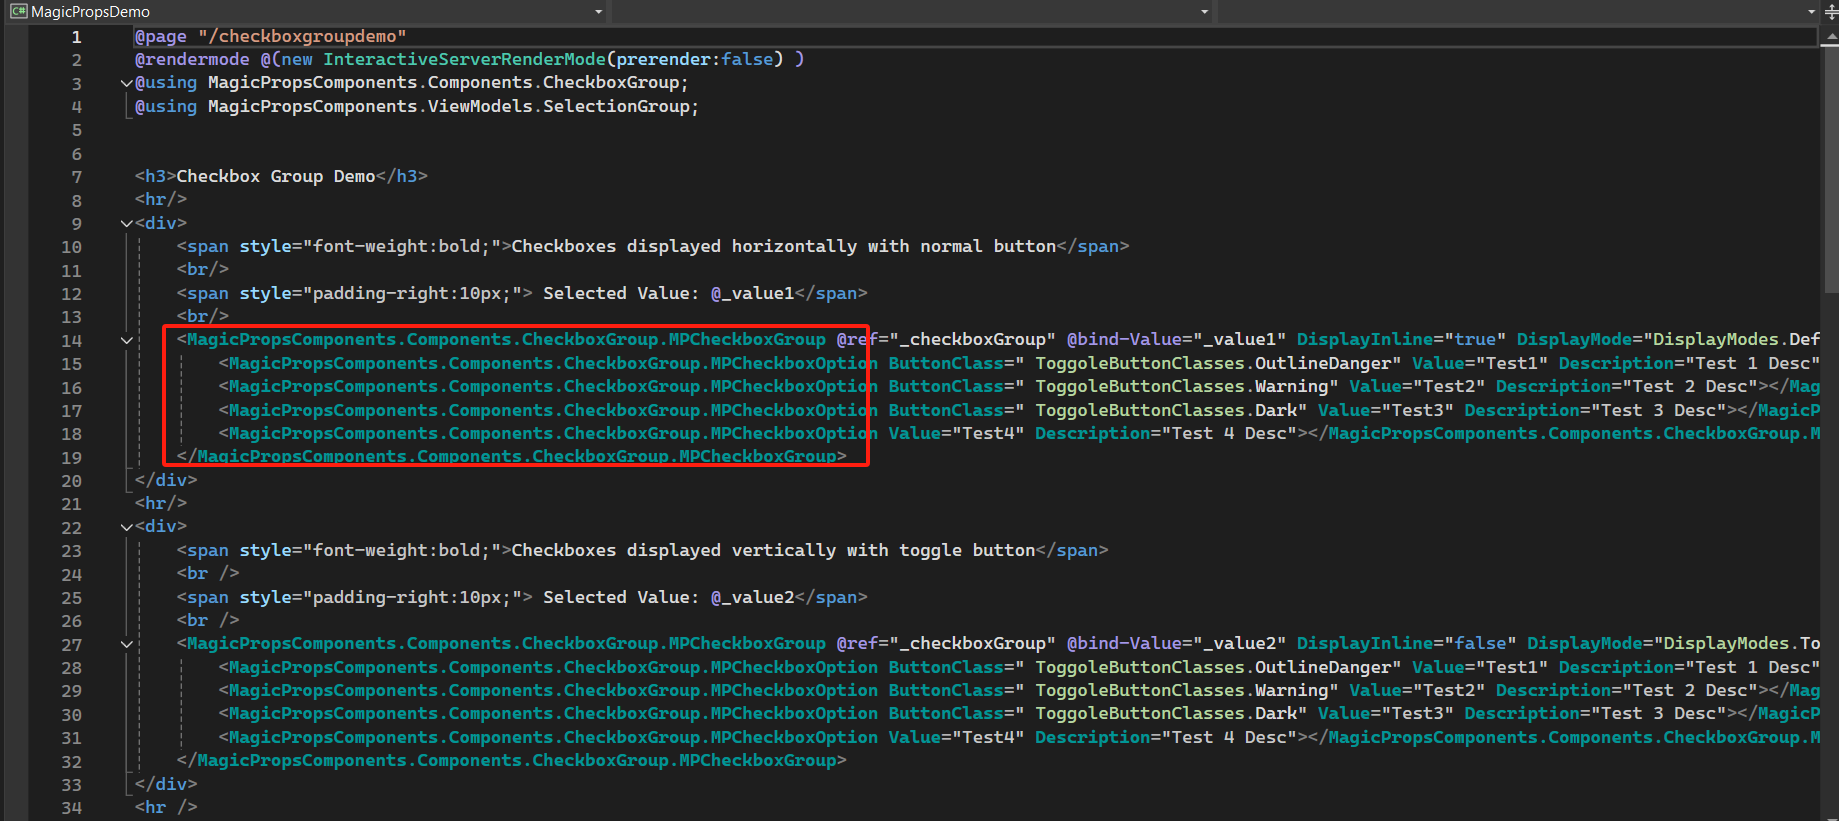 C# MagicPropsDemo
1 @page "/checkboxgroupdemo"
2 @rendermode @(new InteractiveServerRenderMode(prerender:false) )
3 @using MagicPropsComponents.Components.CheckboxGroup;
4 @using MagicPropsComponents.ViewModels.SelectionGroup;
5
6
7 <h3>Checkbox Group Demo</h3>
8 <hr/>
9 <div>
10 <span style="font-weight:bold;">Checkboxes displayed horizontally with normal button</span>
11 <br/>
12 <span style="padding-right:10px;"> Selected Value: @_value1</span>
13 <br/>
14 <MagicPropsComponents.Components.CheckboxGroup.MPCheckboxGroup @ref="_checkboxGroup" @bind-Value="_value1" DisplayInline="true" DisplayMode="DisplayModes.Def
15 <MagicPropsComponents.Components.CheckboxGroup.MPCheckboxOption ButtonClass=" ToggoleButtonClasses.OutlineDanger" Value="Test1" Description="Test 1 Desc"
16 <MagicPropsComponents.Components.CheckboxGroup.MPCheckboxOption ButtonClass=" ToggoleButtonClasses.Warning" Value="Test2" Description="Test 2 Desc"></Mag
17 <MagicPropsComponents.Components.CheckboxGroup.MPCheckboxOption ButtonClass=" ToggoleButtonClasses.Dark" Value="Test3" Description="Test 3 Desc"></MagicP
18 <MagicPropsComponents.Components.CheckboxGroup.MPCheckboxOption Value="Test4" Description="Test 4 Desc"></MagicPropsComponents.Components.CheckboxGroup.M
19 </MagicPropsComponents.Components.CheckboxGroup.MPCheckboxGroup>
20 </div>
21 <hr/>
22 <div>
23 <span style="font-weight:bold;">Checkboxes displayed vertically with toggle button</span>
24 <br />
25 <span style="padding-right:10px;"> Selected Value: @_value2</span>
26 <br />
27 <MagicPropsComponents.Components.CheckboxGroup.MPCheckboxGroup @ref="_checkboxGroup" @bind-Value="_value2" DisplayInline="false" DisplayMode="DisplayModes.To
28 <MagicPropsComponents.Components.CheckboxGroup.MPCheckboxOption ButtonClass=" ToggoleButtonClasses.OutlineDanger" Value="Test1" Description="Test 1 Desc"
29 <MagicPropsComponents.Components.CheckboxGroup.MPCheckboxOption ButtonClass=" ToggoleButtonClasses.Warning" Value="Test2" Description="Test 2 Desc"></Mag
30 <MagicPropsComponents.Components.CheckboxGroup.MPCheckboxOption ButtonClass=" ToggoleButtonClasses.Dark" Value="Test3" Description="Test 3 Desc"></MagicP
31 <MagicPropsComponents.Components.CheckboxGroup.MPCheckboxOption Value="Test4" Description="Test 4 Desc"></MagicPropsComponents.Components.CheckboxGroup.M
32 </MagicPropsComponents.Components.CheckboxGroup.MPCheckboxGroup>
33 </div>
34 <hr />